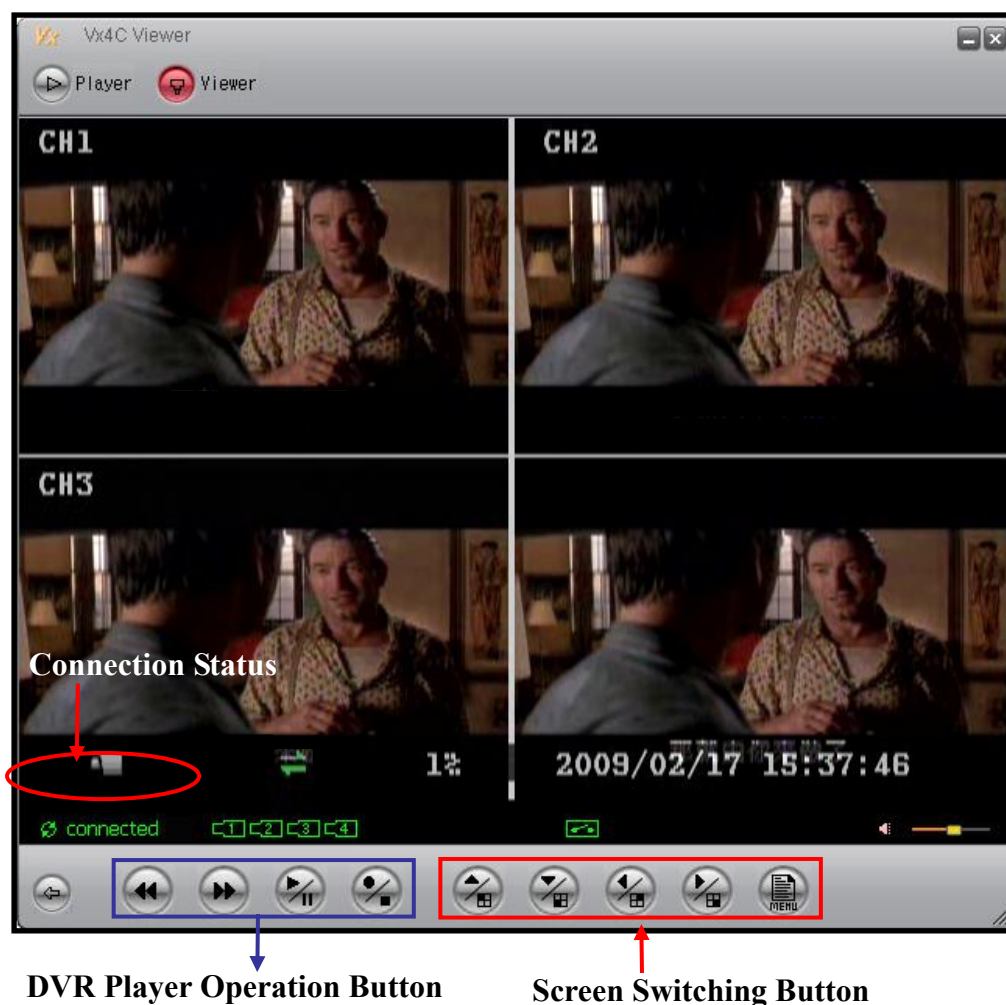 Vx Vx4C Viewer
Player Viewer
CH1
CH2
CH3
Connection Status
1%
2009/02/17 15:37:46
connected 1 2 3 4
MENU
DVR Player Operation Button
Screen Switching Button